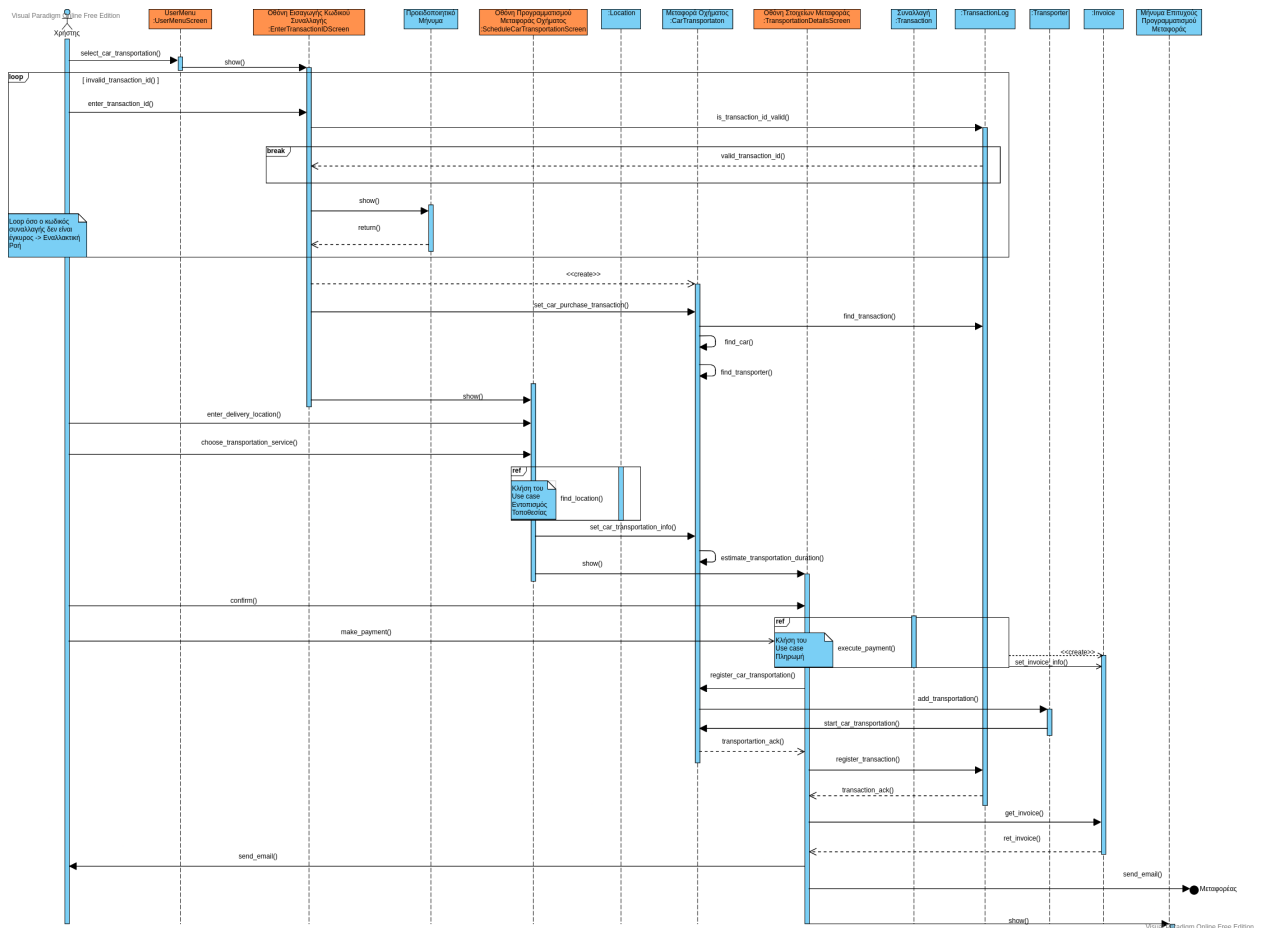 Visual Paradigm Online Free Edition
Χρήστης
UserMenu
:UserMenuScreen
Οθόνη Εισαγωγής Κωδικού
Συναλλαγής
:EnterTransactionIDScreen
Προειδοποιητικό
Μήνυμα
Οθόνη Προγραμματισμού
Μεταφοράς Οχήματος
:ScheduleCarTransportationScreen
:Location
Μεταφορά Οχήματος
:CarTransportaton
Οθόνη Στοιχείων Μεταφοράς
:TransportationDetailsScreen
Συναλλαγή
:Transaction
:TransactionLog
:Transporter
:Invoice
Μήνυμα Επιτυχούς
Προγραμματισμού
Μεταφοράς
select_car_transportation()
show()
loop
[ invalid_transaction_id() ]
enter_transaction_id()
is_transaction_id_valid()
break
valid_transaction_id()
show()
return()
Loop όσο ο κωδικός
συναλλαγής δεν είναι
έγκυρος -> Εναλλακτική
Ροή
<<create>>
set_car_purchase_transaction()
find_transaction()
find_car()
find_transporter()
show()
enter_delivery_location()
choose_transportation_service()
ref
Κλήση του
Use case
Εντοπισμός
Τοποθεσίας
find_location()
set_car_transportation_info()
estimate_transportation_duration()
show()
confirm()
ref
make_payment()
Κλήση του
Use case
Πληρωμή
execute_payment()
<<create>>
set_invoice_info()
register_car_transportation()
add_transportation()
start_car_transportation()
transportartion_ack()
register_transaction()
transaction_ack()
get_invoice()
ret_invoice()
send_email()
send_email()
Μεταφορέας
show()
Visual Paradigm Online Free Edition